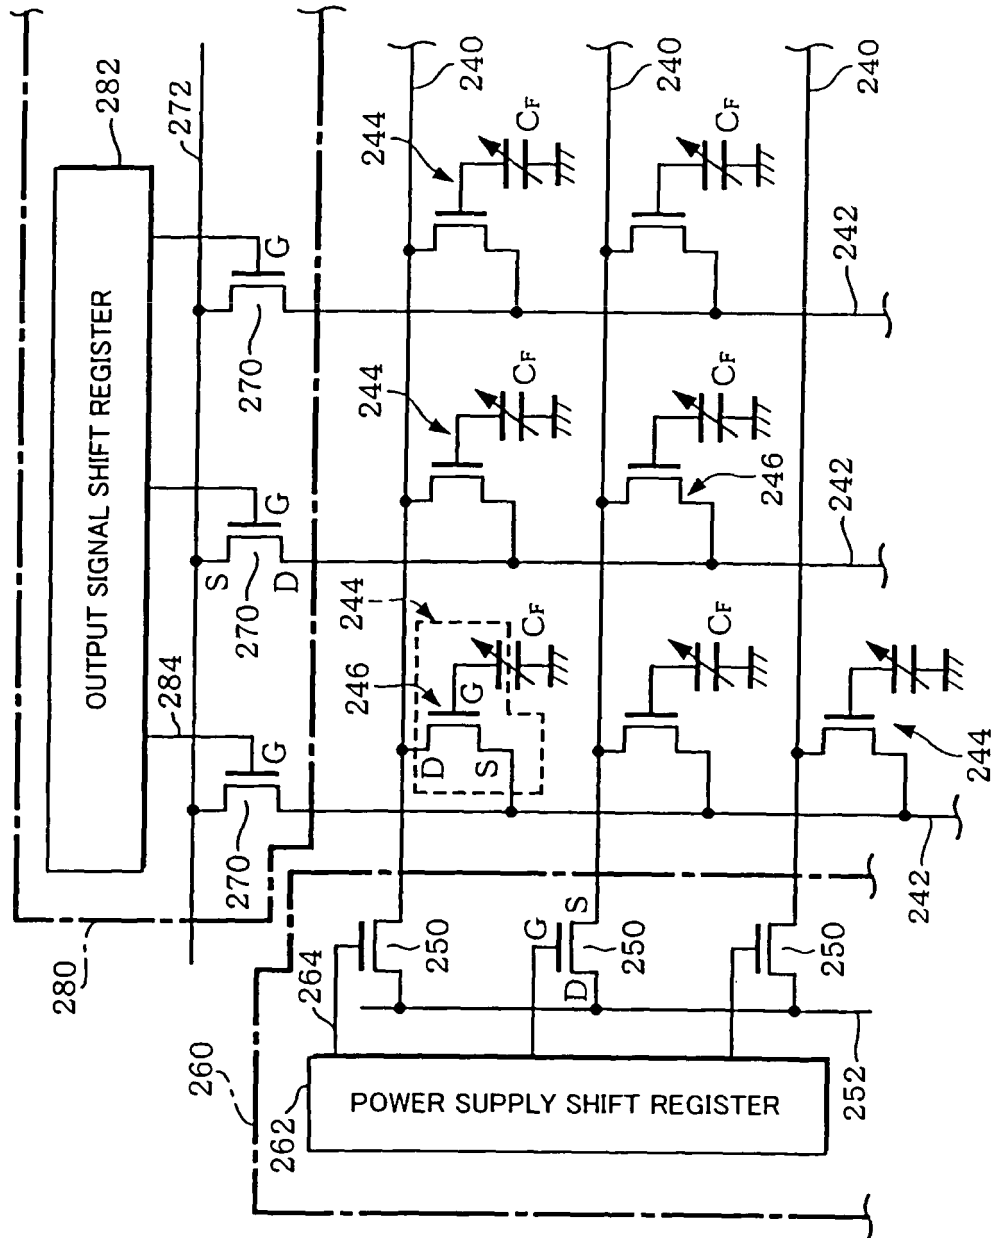 282
272
240
240
240
244
CF
CF
G
270
242
OUTPUT SIGNAL SHIFT REGISTER
244
CF
CF
G
S
D
270
246
242
244
284
246
G
CF
D
S
CF
G
270
244
242
280
264
250
G
S
D
250
250
260
262
POWER SUPPLY SHIFT REGISTER
252